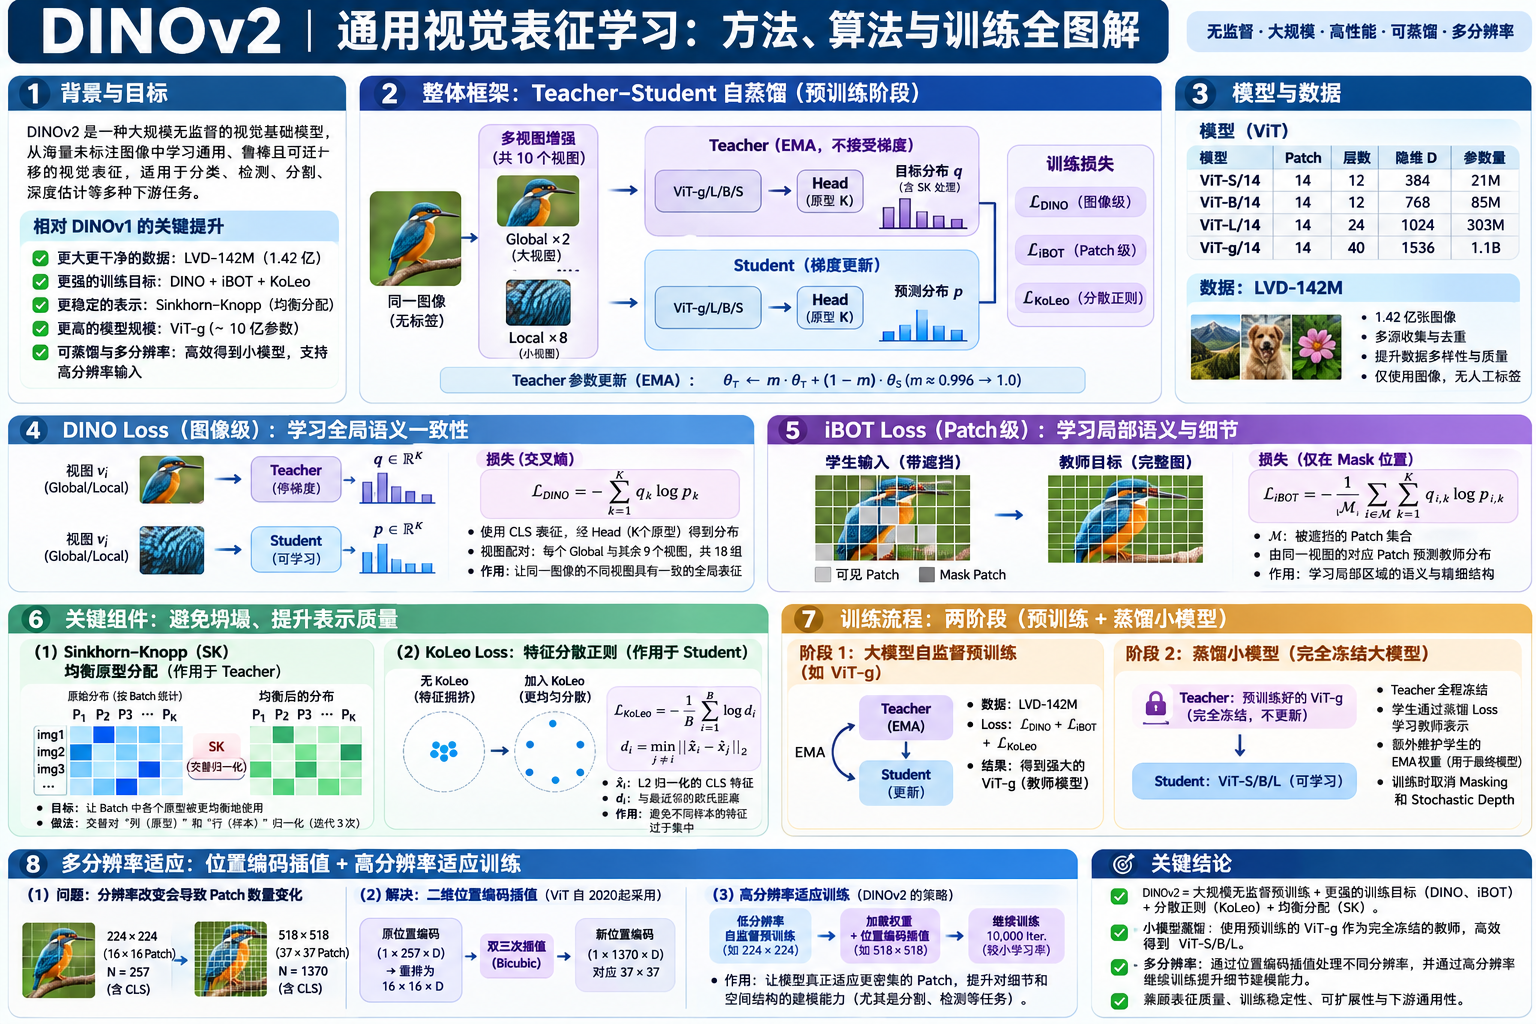 DINOv2 | 通用视觉表征学习：方法、算法与训练全图解
无监督 · 大规模 · 高性能 · 可蒸馏 · 多分辨率
1 背景与目标
DINOv2 是一种大规模无监督的视觉基础模型，
从海量未标注图像中学习通用、鲁棒且可迁
移的视觉表征，适用于分类、检测、分割、
深度估计等多种下游任务。
相对 DINOv1 的关键提升
更大更干净的数据：LVD-142M（1.42 亿）
更强的训练目标：DINO + iBOT + KoLeo
更稳定的表示：Sinkhorn–Knopp（均衡分配）
更高的模型规模：ViT-g (~ 10 亿参数)
可蒸馏与多分辨率：高效得到小模型，支持
高分辨率输入
2 整体框架：Teacher–Student 自蒸馏（预训练阶段）
同一图像
（无标签）
多视图增强
（共 10 个视图）
Global ×2
（大视图）
Local ×8
（小视图）
Teacher（EMA，不接受梯度）
ViT-g/L/B/S
Head
（原型 K）
目标分布 q
（含 SK 处理）
Student（梯度更新）
ViT-g/L/B/S
Head
（原型 K）
预测分布 p
训练损失
ℒDINO（图像级）
ℒiBOT（Patch 级）
ℒKoLeo（分散正则）
Teacher 参数更新（EMA）： θT ← m · θT + (1 − m) · θS (m ≈ 0.996 → 1.0)
3 模型与数据
模型（ViT）
模型 Patch 层数 隐维 D 参数量
ViT-S/14 14 12 384 21M
ViT-B/14 14 12 768 85M
ViT-L/14 14 24 1024 303M
ViT-g/14 14 40 1536 1.1B
数据：LVD-142M
• 1.42 亿张图像
• 多源收集与去重
• 提升数据多样性与质量
• 仅使用图像，无人工标签
4 DINO Loss（图像级）：学习全局语义一致性
视图 vi
(Global/Local)
Teacher
（停梯度）
q ∈ ℝK
视图 vj
(Global/Local)
Student
（可学习）
p ∈ ℝK
损失（交叉熵）
ℒDINO = − ∑k=1K qk log pk
• 使用 CLS 表征，经 Head（K个原型）得到分布
• 视图配对：每个 Global 与其余 9 个视图，共 18 组
• 作用：让同一图像的不同视图具有一致的全局表征
5 iBOT Loss（Patch 级）：学习局部语义与细节
学生输入（带遮挡）
教师目标（完整图）
可见 Patch
Mask Patch
损失（仅在 Mask 位置）
ℒiBOT = − 1/|ℳ| ∑i∈ℳ ∑k=1K qi,k log pi,k
• ℳ：被遮挡的 Patch 集合
• 由同一视图的对应 Patch 预测教师分布
• 作用：学习局部区域的语义与精细结构
6 关键组件：避免坍塌、提升表示质量
（1）Sinkhorn–Knopp（SK）
均衡原型分配（作用于 Teacher）
原始分布（按 Batch 统计）
P1 P2 P3 ··· PK
img1
img2
img3
···
SK
（交替归一化）
均衡后的分布
P1 P2 P3 ··· PK
• 目标：让 Batch 中各个原型被更均衡地使用
• 做法：交替对 “列（原型）” 和 “行（样本）” 归一化（迭代 3 次）
（2）KoLeo Loss：特征分散正则（作用于 Student）
无 KoLeo
（特征拥挤）
加入 KoLeo
（更均匀分散）
ℒKoLeo = − 1/B ∑i=1B log di
di = minj≠i ||x̃i − x̃j||2
• x̃i：L2 归一化的 CLS 特征
• di：与最近邻的欧氏距离
• 作用：避免不同样本的特征
过于集中
7 训练流程：两阶段（预训练 + 蒸馏小模型）
阶段 1：大模型自监督预训练
（如 ViT-g）
EMA
Teacher
(EMA)
Student
（更新）
• 数据：LVD-142M
• Loss：ℒDINO + ℒiBOT
+ ℒKoLeo
• 结果：得到强大的
ViT-g（教师模型）
阶段 2：蒸馏小模型（完全冻结大模型）
Teacher：预训练好的 ViT-g
（完全冻结，不更新）
Student：ViT-S/B/L（可学习）
• Teacher 全程冻结
• 学生通过蒸馏 Loss
学习教师表示
• 额外维护学生的
EMA 权重（用于最终模型）
• 训练时取消 Masking
和 Stochastic Depth
8 多分辨率适应：位置编码插值 + 高分辨率适应训练
（1）问题：分辨率改变会导致 Patch 数量变化
224 × 224
(16 × 16 Patch)
N = 257
（含 CLS）
518 × 518
(37 × 37 Patch)
N = 1370
（含 CLS）
（2）解决：二维位置编码插值（ViT 自 2020起采用）
原位置编码
(1 × 257 × D)
→ 重排为
16 × 16 × D
双三次插值
(Bicubic)
新位置编码
(1 × 1370 × D)
对应 37 × 37
（3）高分辨率适应训练（DINOv2 的策略）
低分辨率
自监督预训练
（如 224 × 224）
加载权重
+ 位置编码插值
（如 518 × 518）
继续训练
10,000 Iter.
（较小学习率）
• 作用：让模型真正适应更密集的 Patch，提升对细节和
空间结构的建模能力（尤其是分割、检测等任务）。
关键结论
DINOv2 = 大规模无监督预训练 + 更强的训练目标（DINO、iBOT）
+ 分散正则（KoLeo）+ 均衡分配（SK）。
小模型蒸馏：使用预训练的 ViT-g 作为完全冻结的教师，高效
得到 ViT-S/B/L。
多分辨率：通过位置编码插值处理不同分辨率，并通过高分辨率
继续训练提升细节建模能力。
兼顾表征质量、训练稳定性、可扩展性与下游通用性。